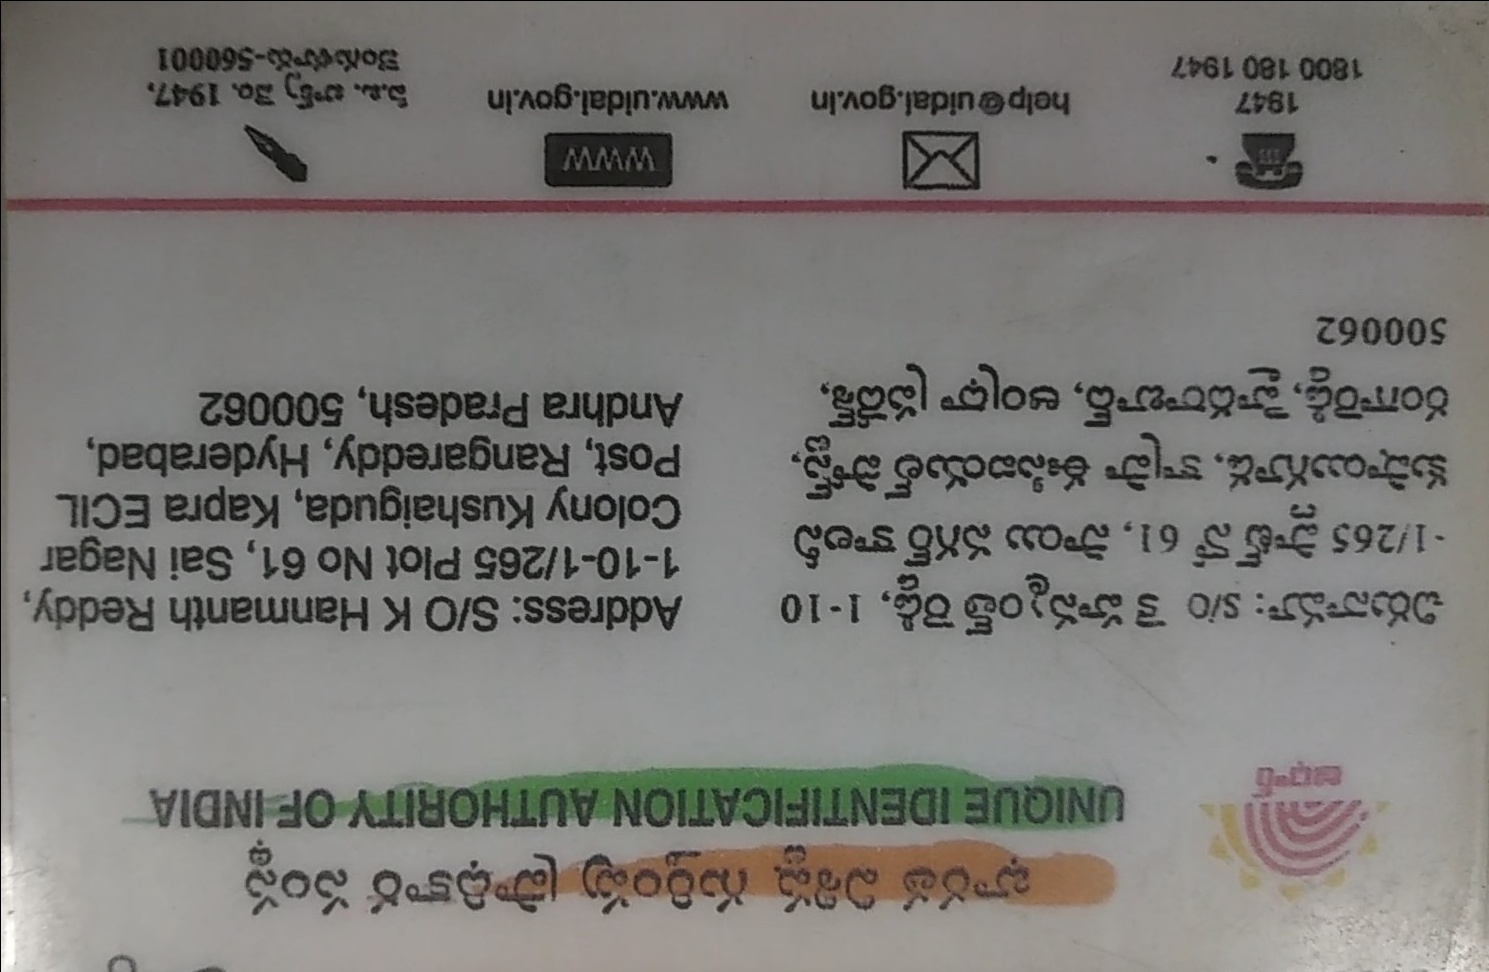 భారత విశిష్ట గుర్తింపు ప్రాధికార సంస్థ
UNIQUE IDENTIFICATION AUTHORITY OF INDIA
ఆధార్
చిరునామా: S/O కె హన్మంత్ రెడ్డి, 1-10
-1/265 ప్లాట్ నో 61, సాయి నగర్ కాలనీ
కుషాయిగూడ, కాప్రా ఈసిఐయల్ పోస్ట్,
రంగారెడ్డి, హైదరాబాద్, ఆంధ్రా ప్రదేశ్,
500062
Address: S/O K Hanmanth Reddy,
1-10-1/265 Plot No 61, Sai Nagar
Colony Kushaiguda, Kapra ECIL
Post, Rangareddy, Hyderabad,
Andhra Pradesh, 500062
1947
1800 180 1947
help@uidai.gov.in
WWW
www.uidai.gov.in
పి.బి. బాక్స్ నెం. 1947,
బెంగుళూరు-560001